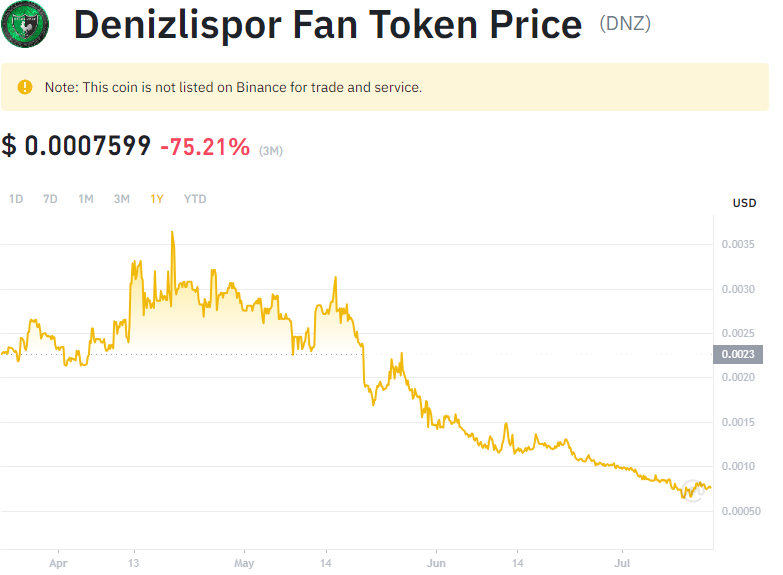 Denizlispor Fan Token Price (DNZ)
Note: This coin is not listed on Binance for trade and service.
$ 0.0007599 -75.21% (3M)
1D 7D 1M 3M 1Y YTD
USD
0.0035
0.0030
0.0025
0.0023
0.0020
0.0015
0.0010
0.00050
Apr 13 May 14 Jun 14 Jul